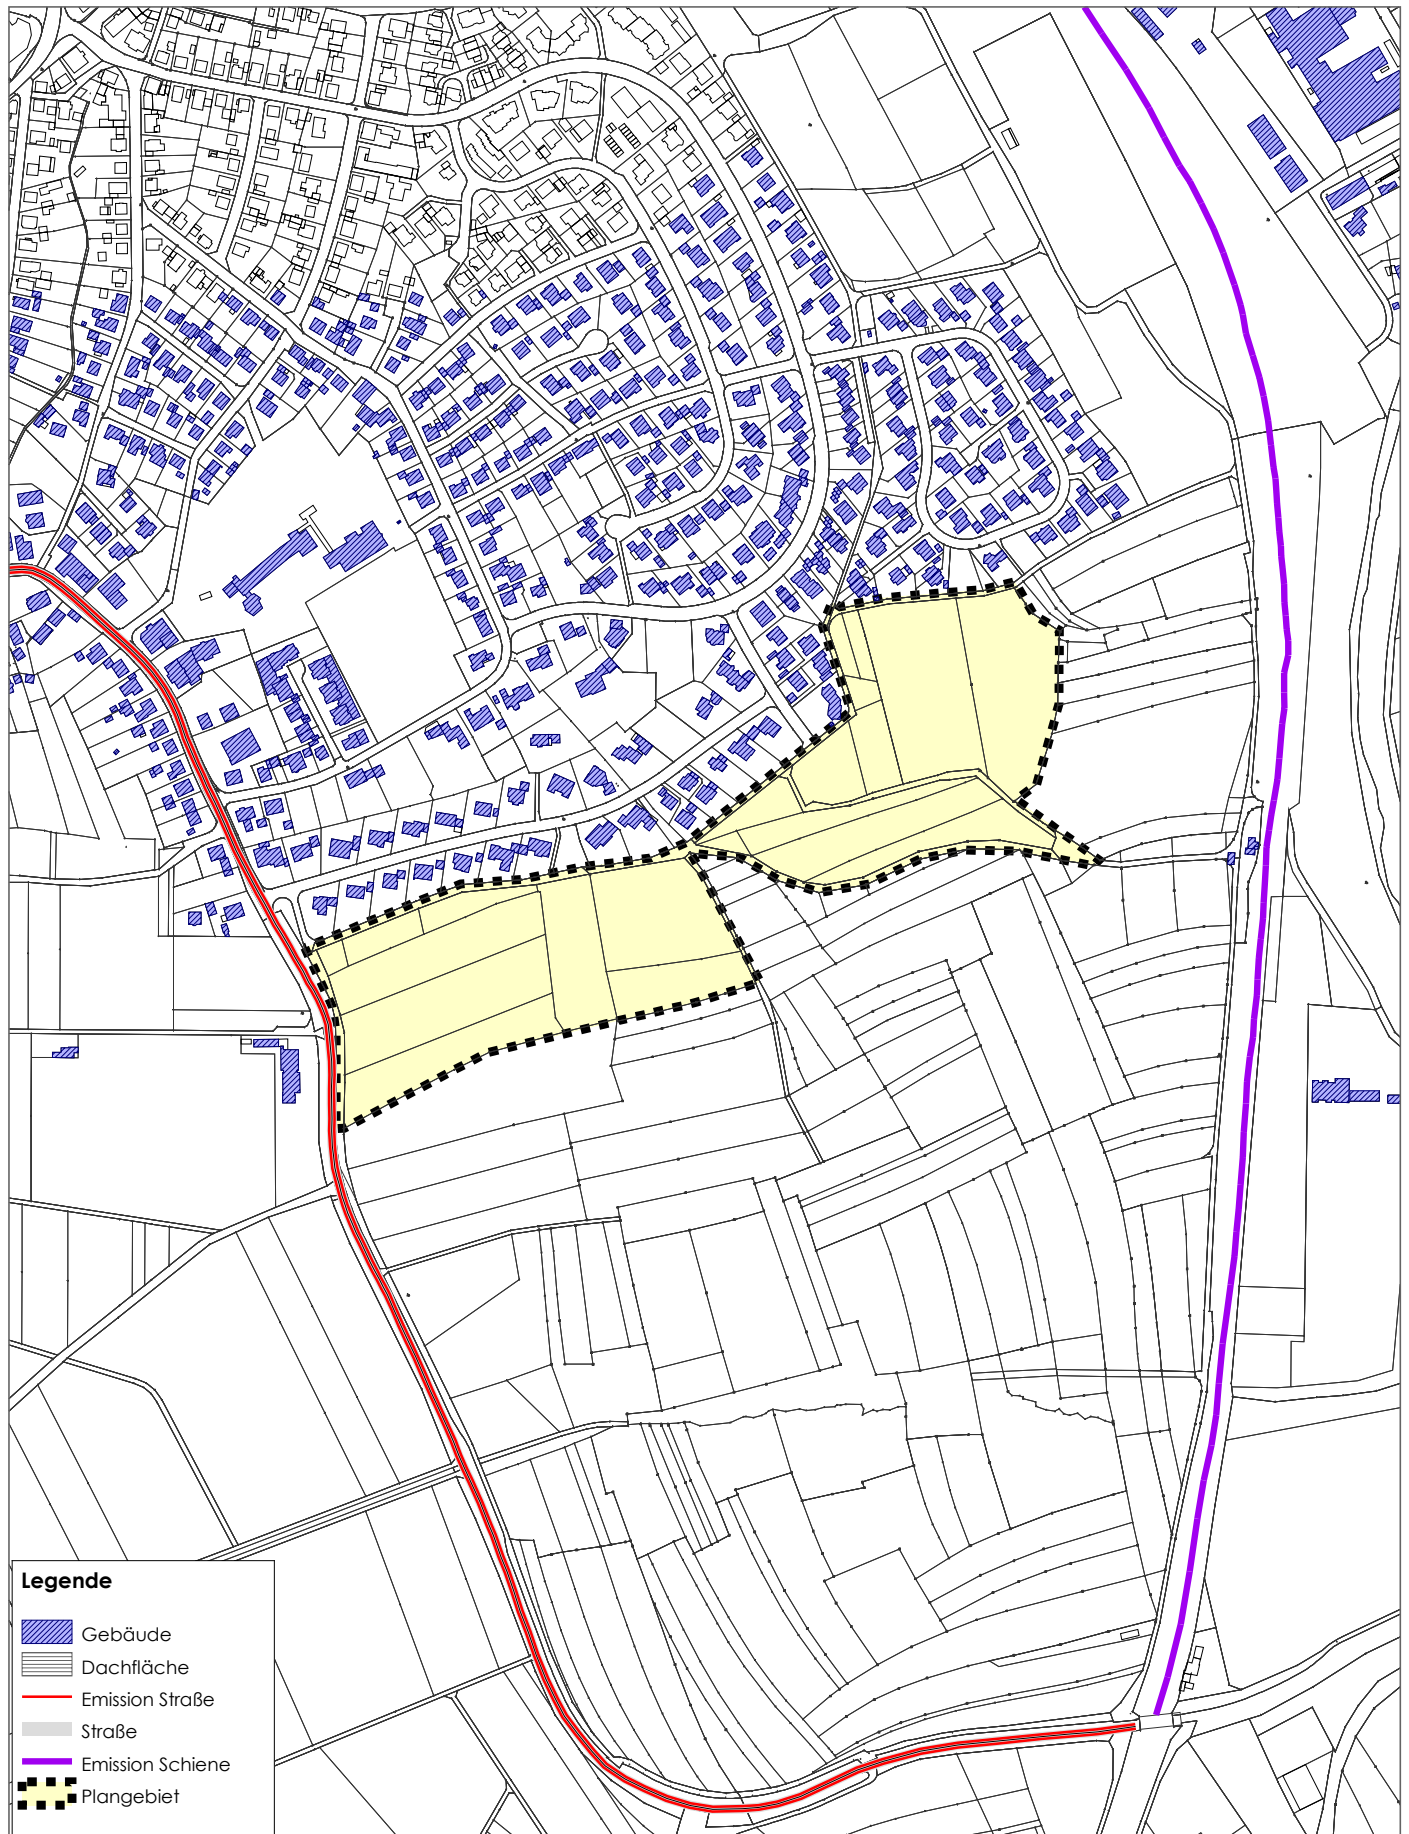 Legende
Gebäude
Dachfläche
Emission Straße
Straße
Emission Schiene
Plangebiet